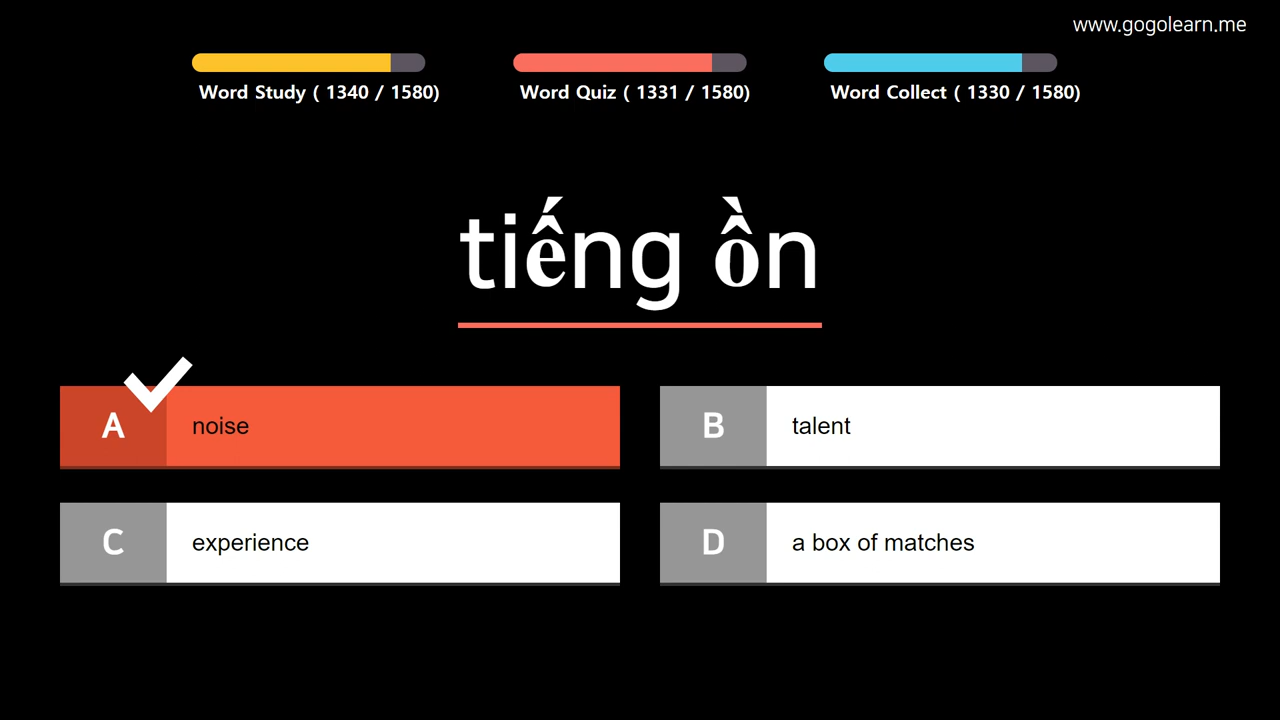 www.gogolearn.me
Word Study ( 1340 / 1580)
Word Quiz ( 1331 / 1580)
Word Collect ( 1330 / 1580)
tiếng ồn
A noise
B talent
C experience
D a box of matches